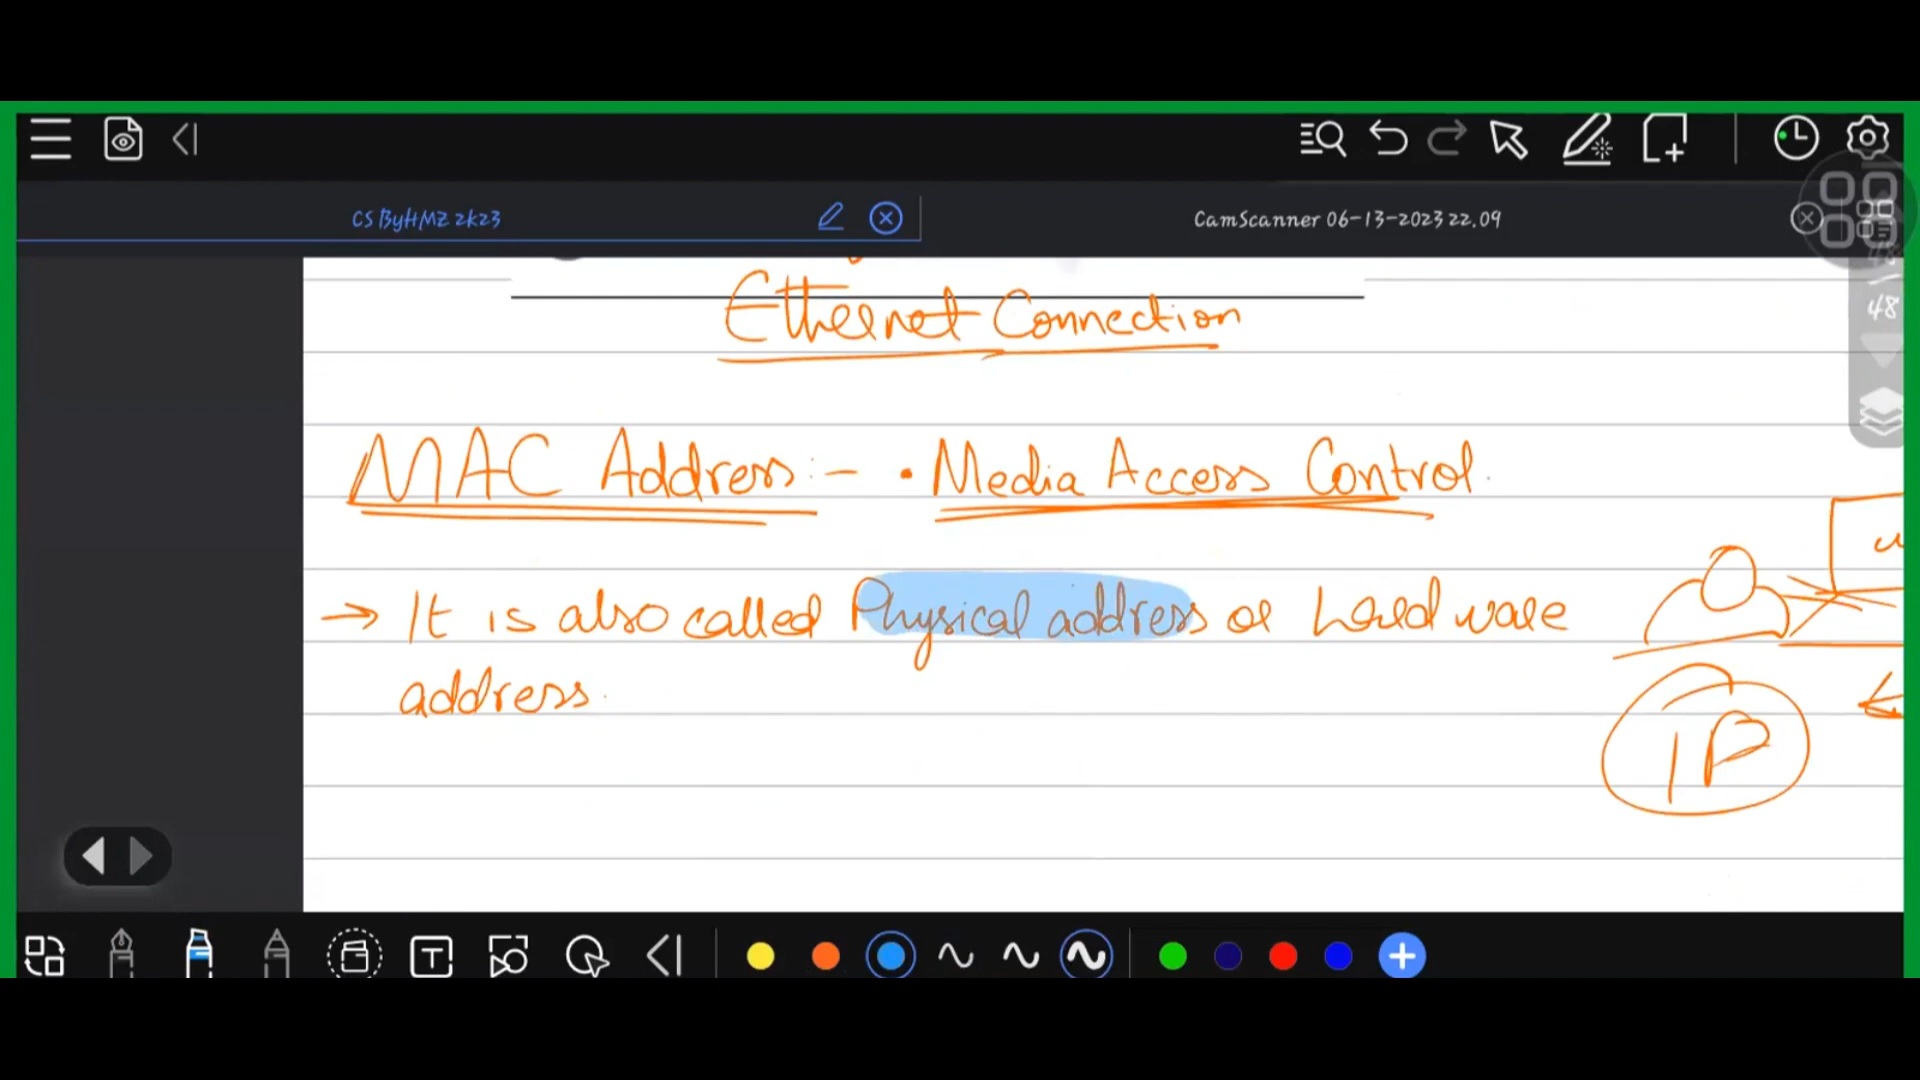 CS ByHMZ 2k23
CamScanner 06-13-2023 22.09
48
Ethernet Connection
MAC Address:- • Media Access Control.
→ It is also called Physical address or hardware
address.
IP